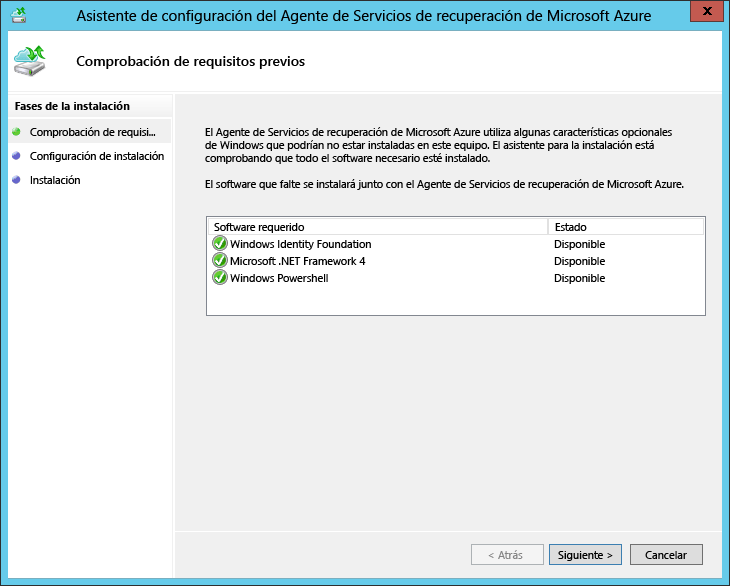 Asistente de configuración del Agente de Servicios de recuperación de Microsoft Azure
x
Comprobación de requisitos previos
Fases de la instalación
Comprobación de requisi...
Configuración de instalación
Instalación
El Agente de Servicios de recuperación de Microsoft Azure utiliza algunas características opcionales
de Windows que podrían no estar instaladas en este equipo. El asistente para la instalación está
comprobando que todo el software necesario esté instalado.
El software que falte se instalará junto con el Agente de Servicios de recuperación de Microsoft Azure.
Software requerido Estado
Windows Identity Foundation Disponible
Microsoft .NET Framework 4 Disponible
Windows Powershell Disponible
< Atrás Siguiente > Cancelar